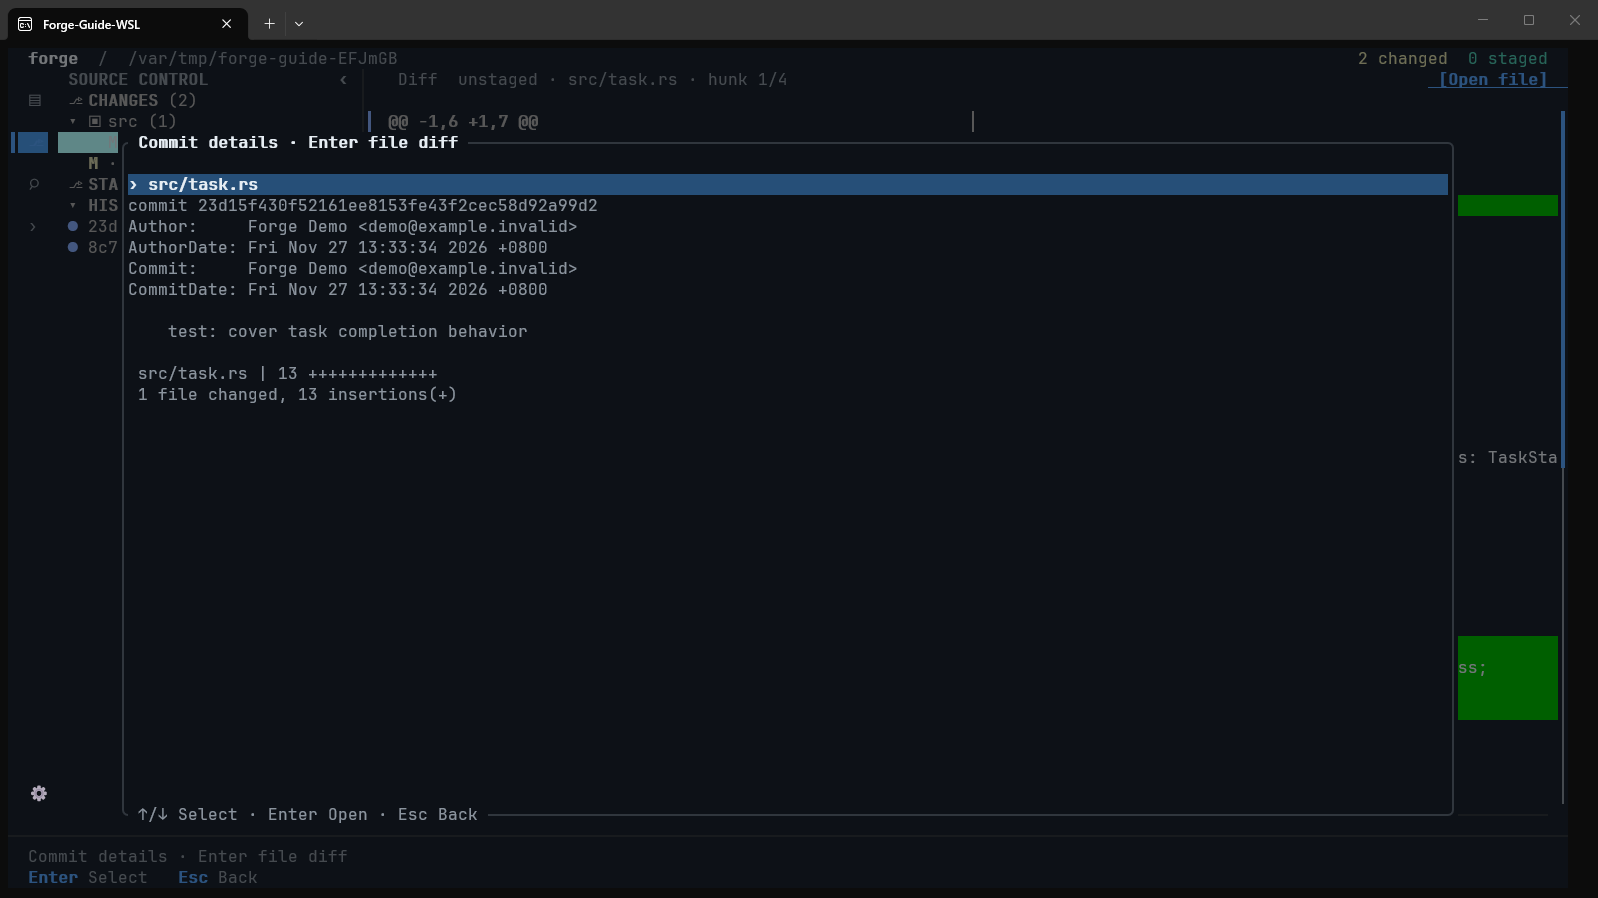 Forge-Guide-WSL
forge / /var/tmp/forge-guide-EFJmGB 2 changed 0 staged
SOURCE CONTROL ‹ Diff unstaged · src/task.rs · hunk 1/4 [Open file]
CHANGES (2)
▾ src (1) @@ -1,6 +1,7 @@
Commit details · Enter file diff
M ·
STA › src/task.rs
▾ HIS commit 23d15f430f52161ee8153fe43f2cec58d92a99d2
› ● 23d Author: Forge Demo <demo@example.invalid>
● 8c7 AuthorDate: Fri Nov 27 13:33:34 2026 +0800
Commit: Forge Demo <demo@example.invalid>
CommitDate: Fri Nov 27 13:33:34 2026 +0800
test: cover task completion behavior
src/task.rs | 13 +++++++++++++
1 file changed, 13 insertions(+)
s: TaskSta
ss;
↑/↓ Select · Enter Open · Esc Back
Commit details · Enter file diff
Enter Select Esc Back